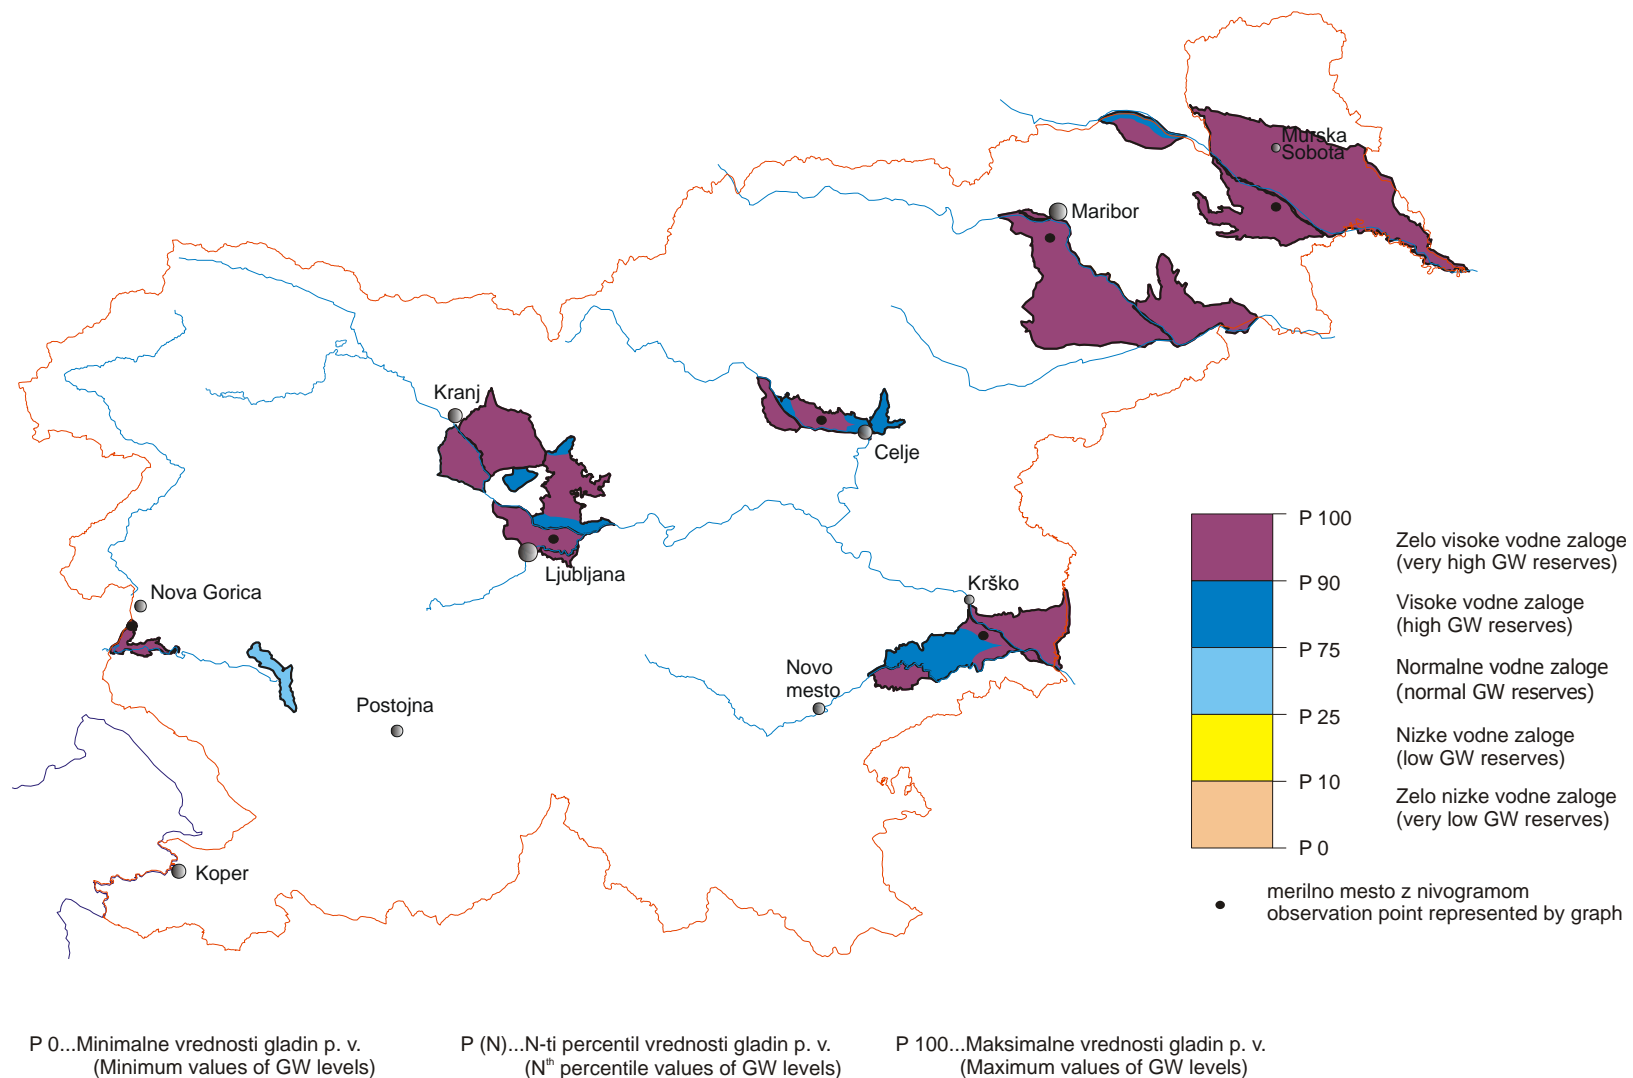 Murska
Sobota
Maribor
Kranj
Celje
Ljubljana
Nova Gorica
Krško
Novo
mesto
Postojna
Koper
P 100
Zelo visoke vodne zaloge
(very high GW reserves)
P 90
Visoke vodne zaloge
(high GW reserves)
P 75
Normalne vodne zaloge
(normal GW reserves)
P 25
Nizke vodne zaloge
(low GW reserves)
P 10
Zelo nizke vodne zaloge
(very low GW reserves)
P 0
merilno mesto z nivogramom
observation point represented by graph
P 0...Minimalne vrednosti gladin p. v.
(Minimum values of GW levels)
P (N)...N-ti percentil vrednosti gladin p. v.
(Nth percentile values of GW levels)
P 100...Maksimalne vrednosti gladin p. v.
(Maximum values of GW levels)